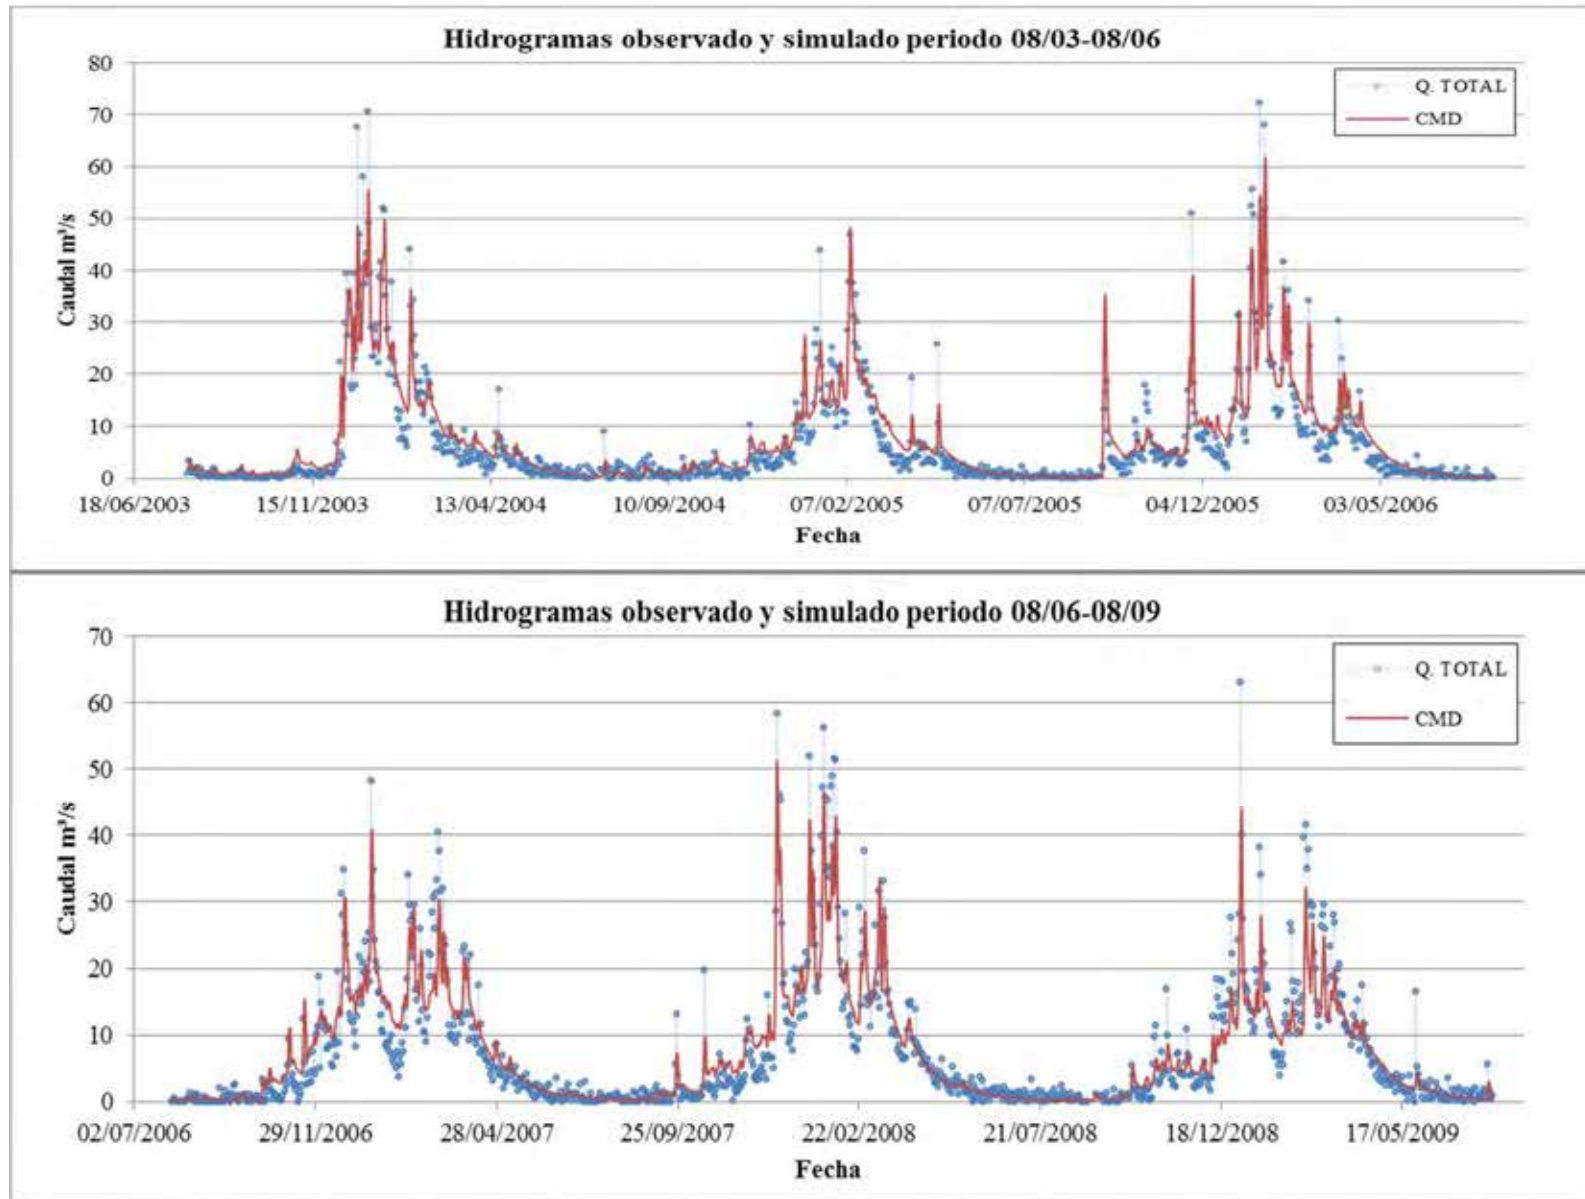 Hidrogramas observado y simulado periodo 08/03-08/06
80
70
60
50
40
30
20
10
0
Caudal m³/s
Q. TOTAL
CMD
18/06/2003 15/11/2003 13/04/2004 10/09/2004 07/02/2005 07/07/2005 04/12/2005 03/05/2006
Fecha
Hidrogramas observado y simulado periodo 08/06-08/09
70
60
50
40
30
20
10
0
Caudal m³/s
Q. TOTAL
CMD
02/07/2006 29/11/2006 28/04/2007 25/09/2007 22/02/2008 21/07/2008 18/12/2008 17/05/2009
Fecha